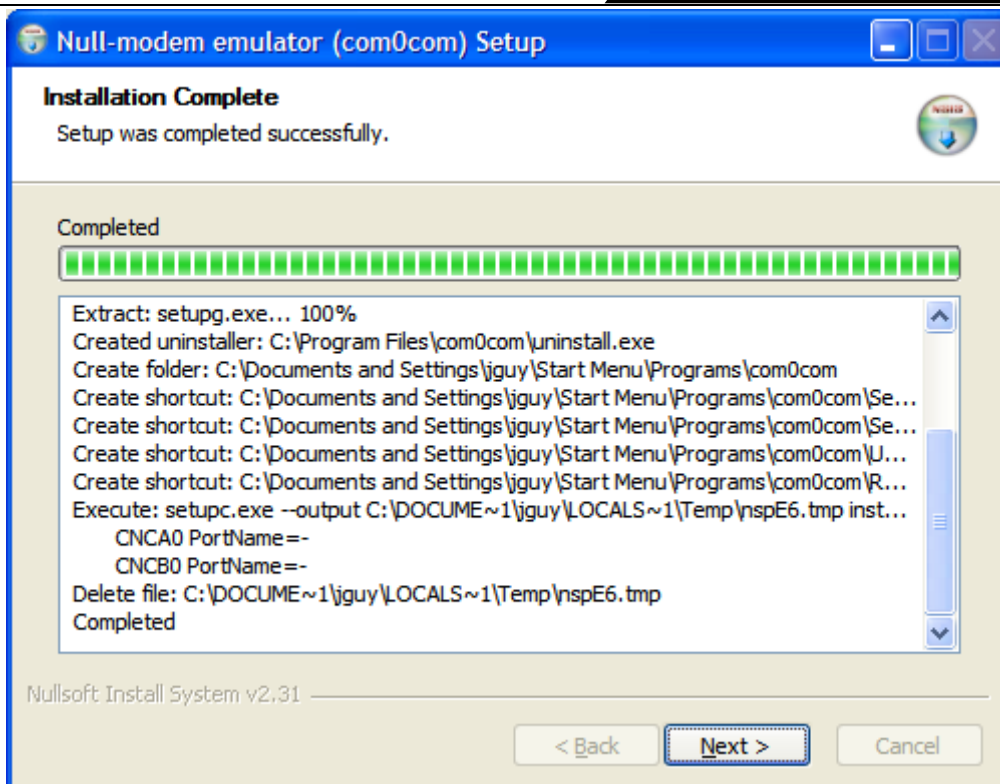 Null-modem emulator (com0com) Setup
Installation Complete
Setup was completed successfully.
Completed
Extract: setupg.exe... 100%
Created uninstaller: C:\Program Files\com0com\uninstall.exe
Create folder: C:\Documents and Settings\jguy\Start Menu\Programs\com0com
Create shortcut: C:\Documents and Settings\jguy\Start Menu\Programs\com0com\Se...
Create shortcut: C:\Documents and Settings\jguy\Start Menu\Programs\com0com\Se...
Create shortcut: C:\Documents and Settings\jguy\Start Menu\Programs\com0com\U...
Create shortcut: C:\Documents and Settings\jguy\Start Menu\Programs\com0com\R...
Execute: setupc.exe --output C:\DOCUME~1\jguy\LOCALS~1\Temp\nspE6.tmp inst...
CNCA0 PortName=-
CNCB0 PortName=-
Delete file: C:\DOCUME~1\jguy\LOCALS~1\Temp\nspE6.tmp
Completed
Nullsoft Install System v2.31
< Back
Next >
Cancel